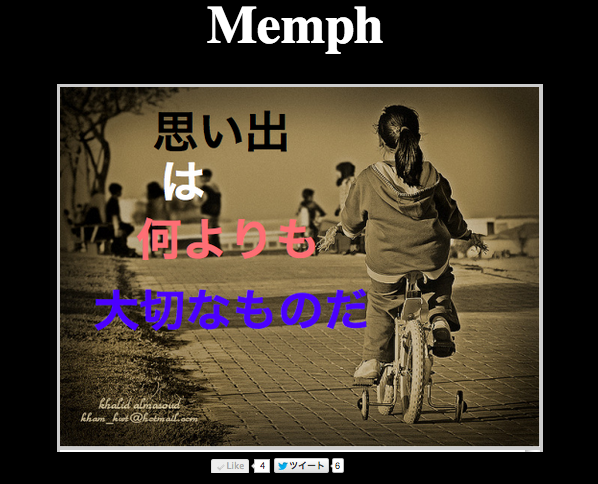 Memph
思い出
は
何よりも
大切なものだ
khalid almasoud
kham_kwt@hotmail.com
Like 4 ツイート 6